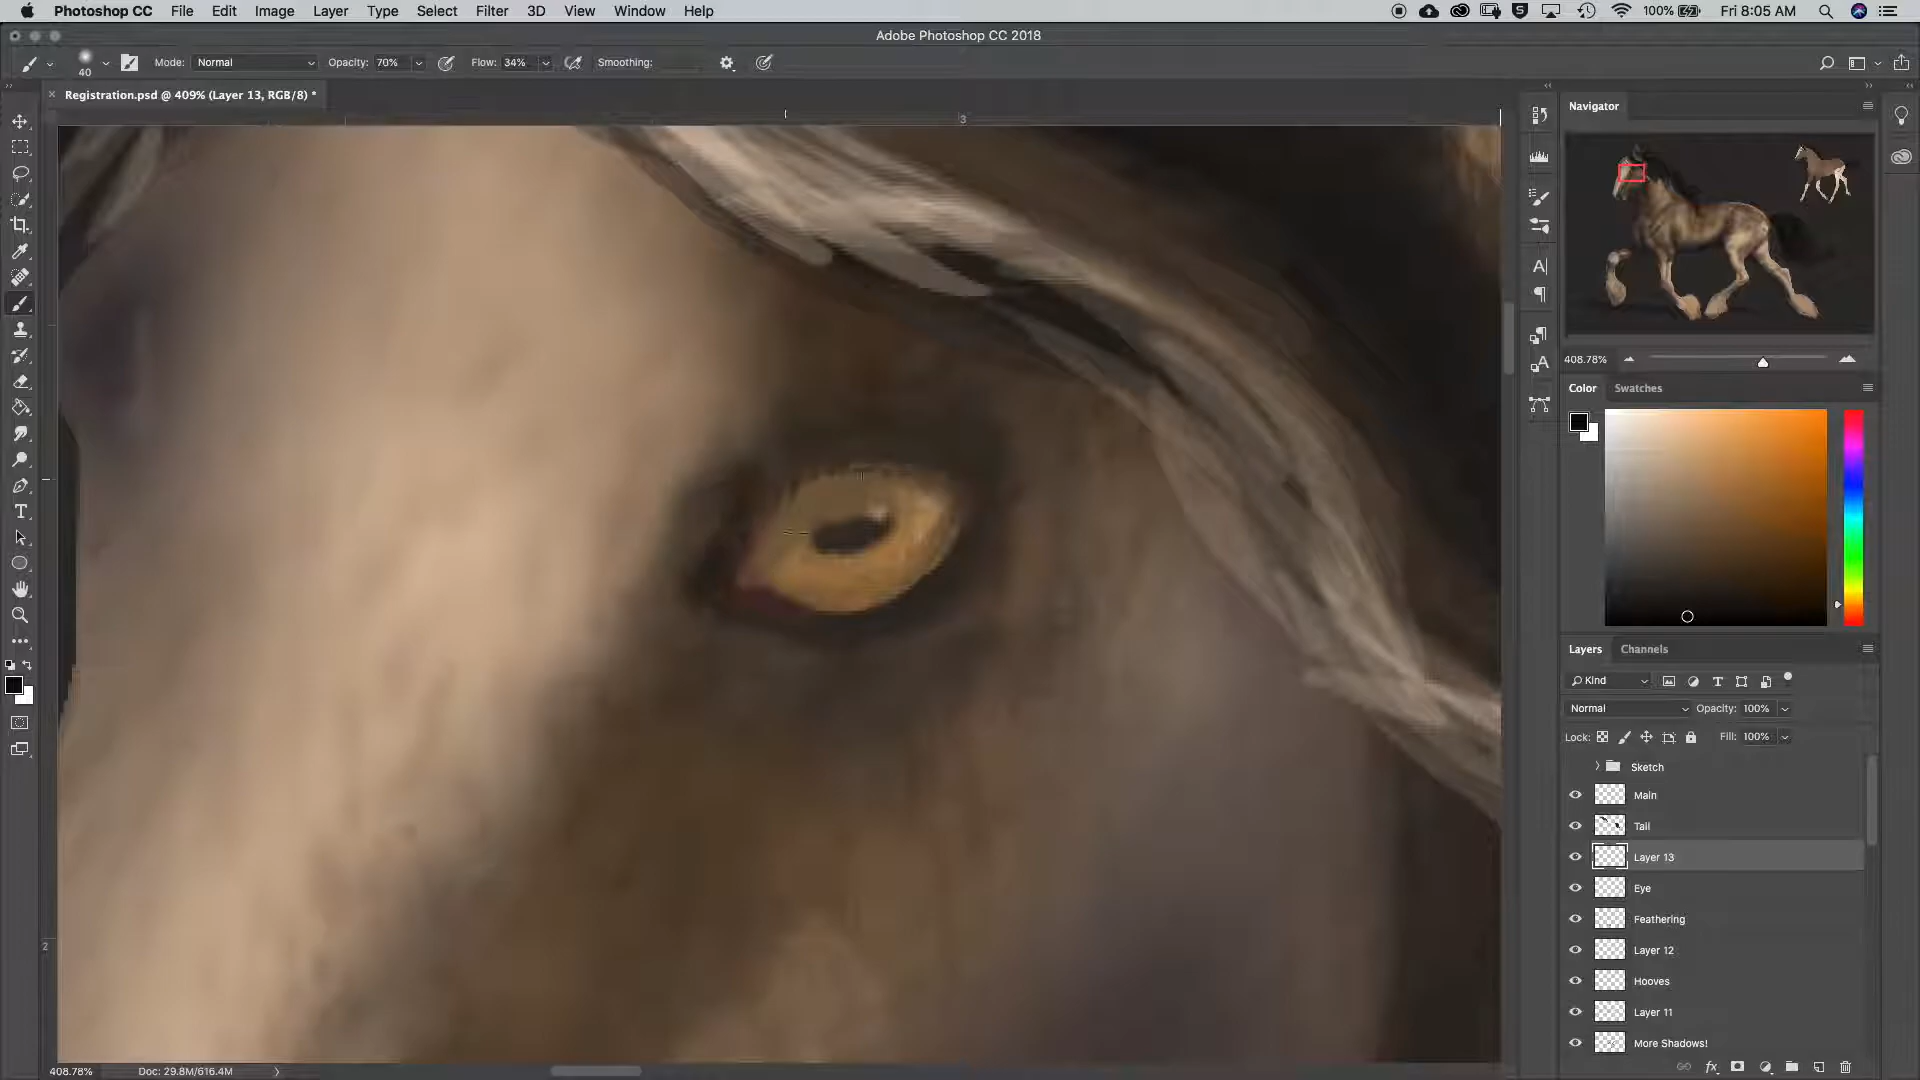 Photoshop CC File Edit Image Layer Type Select Filter 3D View Window Help 100% Fri 8:05 AM
Adobe Photoshop CC 2018
40 Mode: Normal Opacity: 70% Flow: 34% Smoothing:
Registration.psd @ 409% (Layer 13, RGB/8) *
3
Navigator
408.78%
Color Swatches
Layers Channels
Kind
Normal Opacity: 100%
Lock: Fill: 100%
Sketch
Main
Tail
Layer 13
Eye
Feathering
Layer 12
2
Hooves
Layer 11
More Shadows!
408.78% Doc: 29.8M/616.4M